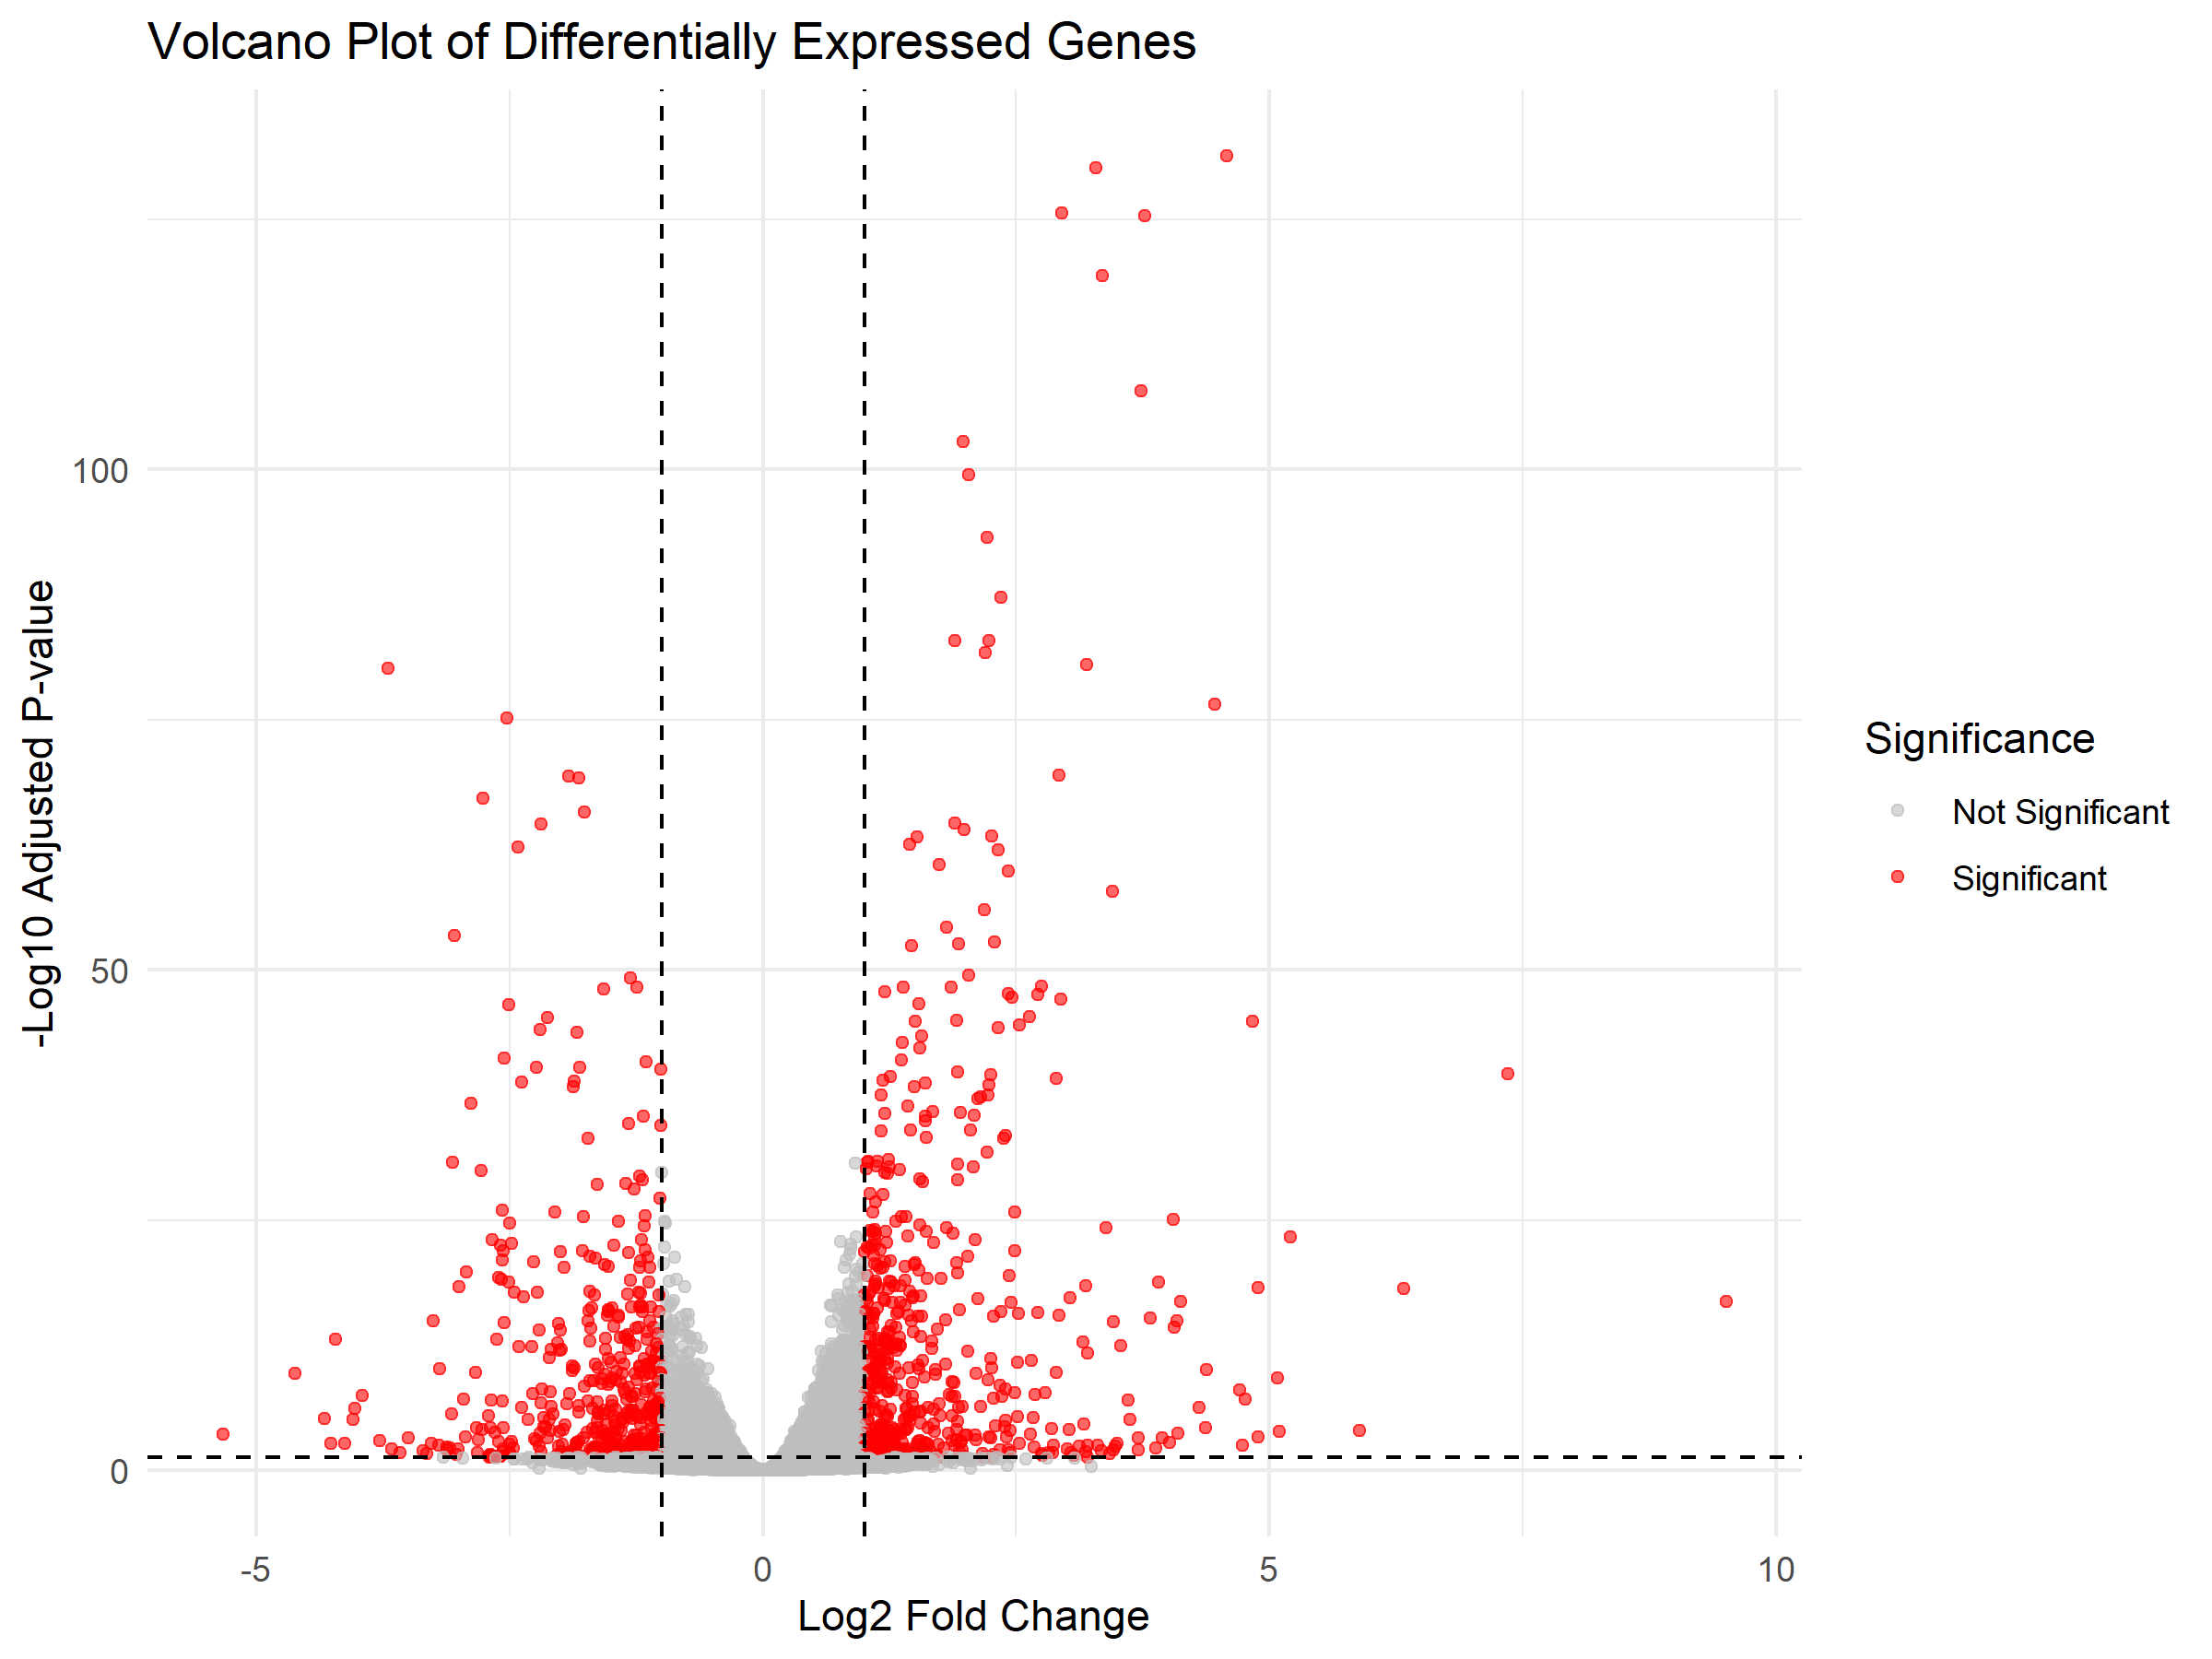 Volcano Plot of Differentially Expressed Genes
-Log10 Adjusted P-value
100
50
0
-5
0
5
10
Log2 Fold Change
Significance
Not Significant
Significant